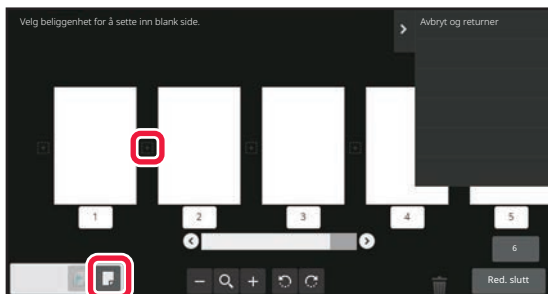 Velg beliggenhet for å sette inn blank side.
Avbryt og returner
1
2
3
4
5
6
Red. slutt